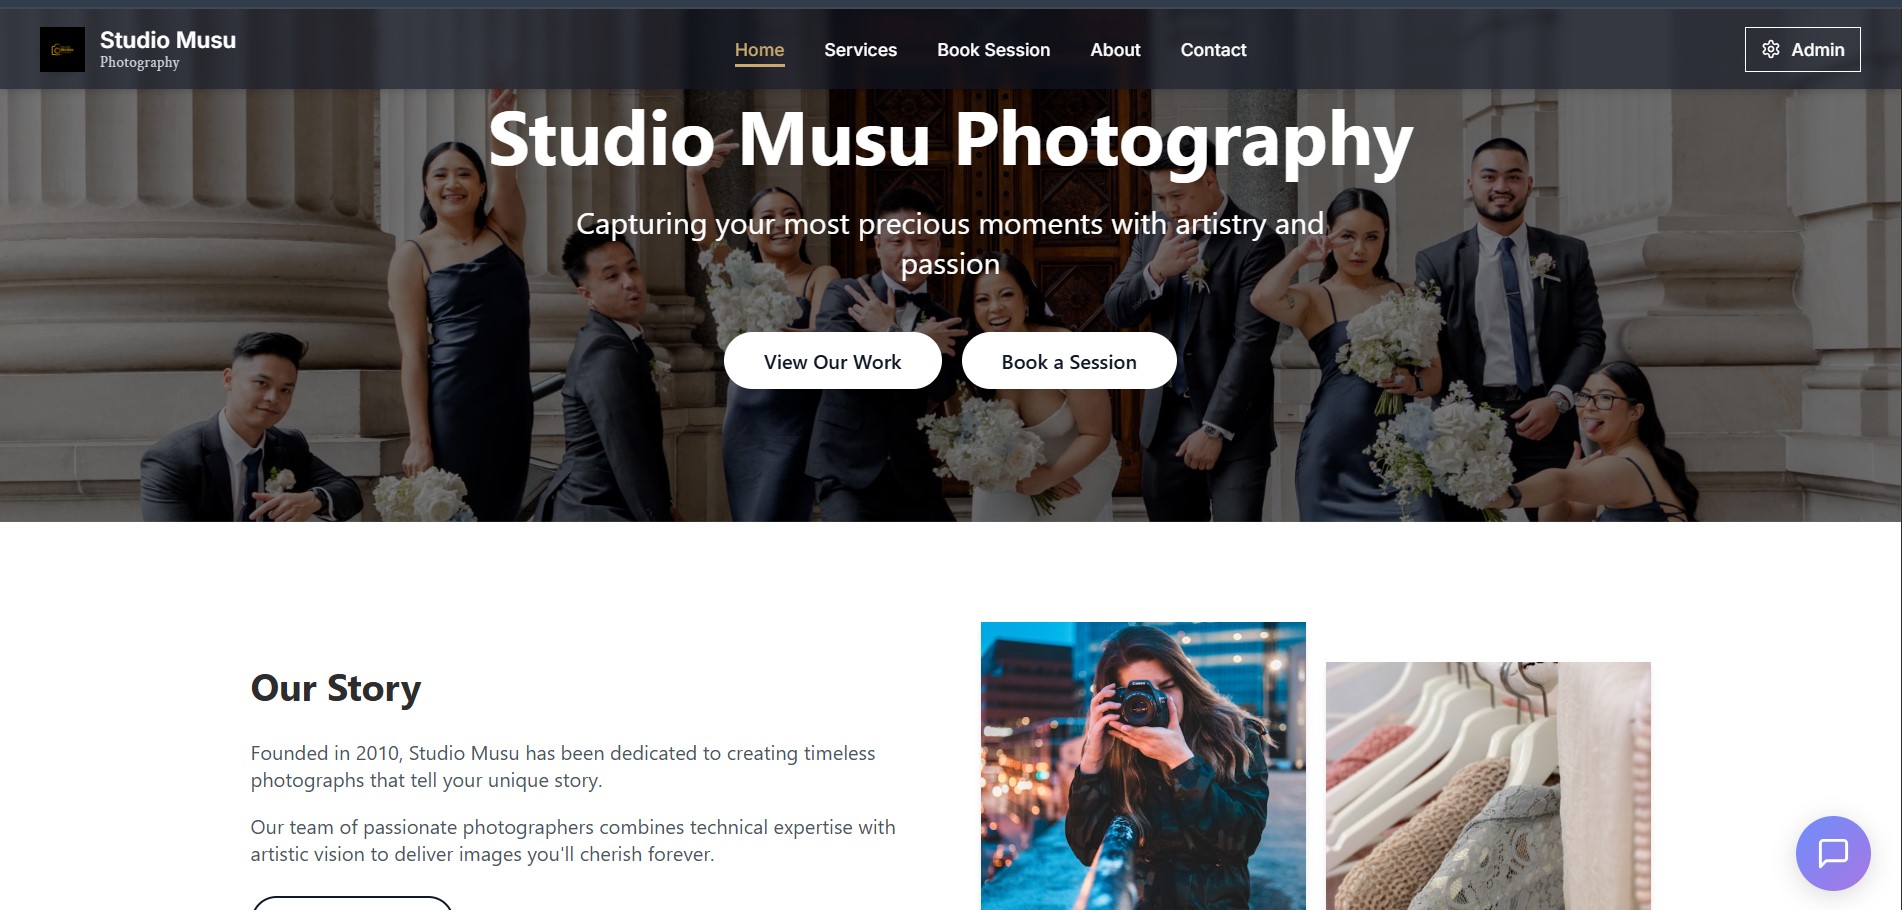 Studio Musu
Photography
Home
Services
Book Session
About
Contact
Admin
Studio Musu Photography
Capturing your most precious moments with artistry and
passion
View Our Work
Book a Session
Our Story
Founded in 2010, Studio Musu has been dedicated to creating timeless
photographs that tell your unique story.
Our team of passionate photographers combines technical expertise with
artistic vision to deliver images you'll cherish forever.
Canon